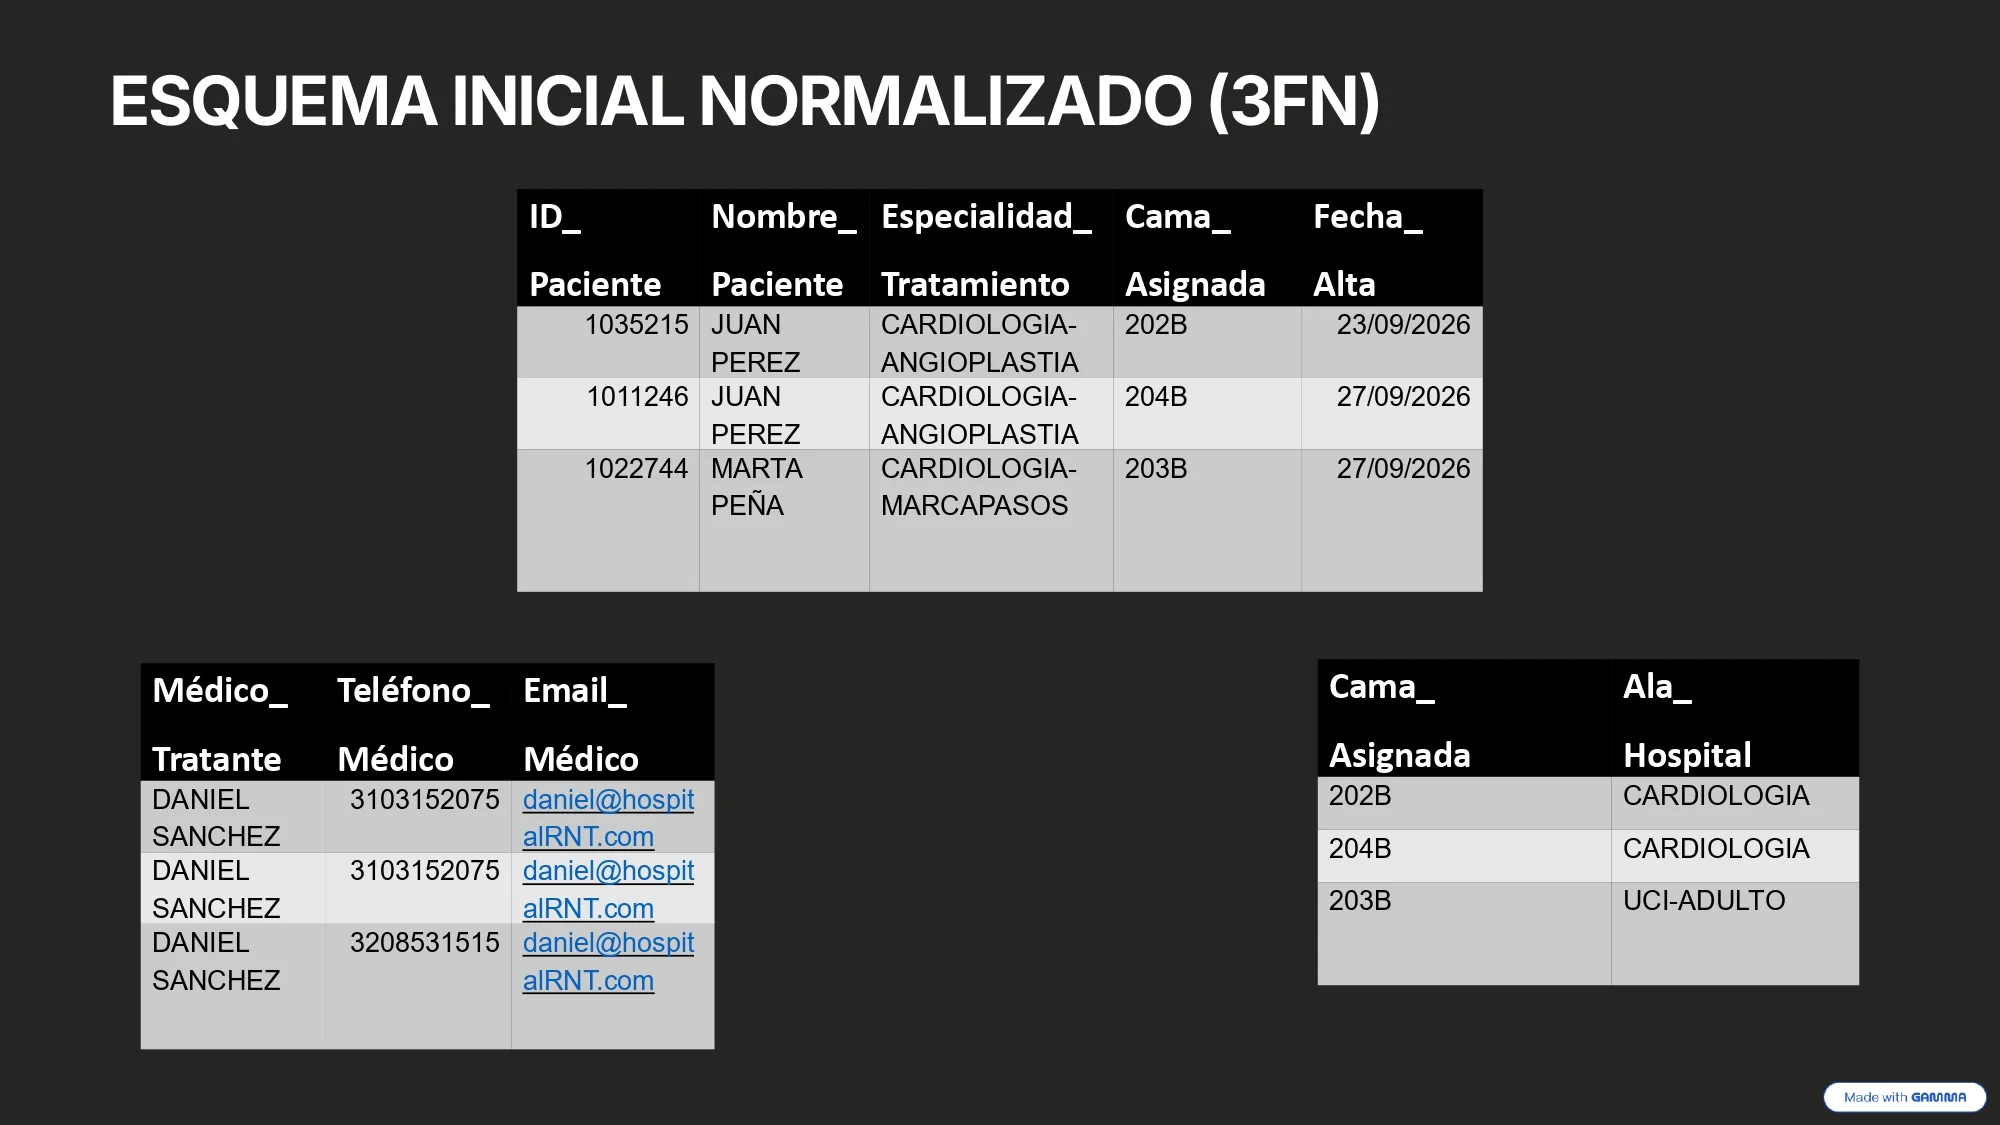 ESQUEMA INICIAL NORMALIZADO (3FN)
ID_ Nombre_ Especialidad_ Cama_ Fecha_
Paciente Paciente Tratamiento Asignada Alta
1035215 JUAN CARDIOLOGIA- 202B 23/09/2026
PEREZ ANGIOPLASTIA
1011246 JUAN CARDIOLOGIA- 204B 27/09/2026
PEREZ ANGIOPLASTIA
1022744 MARTA CARDIOLOGIA- 203B 27/09/2026
PEÑA MARCAPASOS
Médico_ Teléfono_ Email_
Tratante Médico Médico
DANIEL 3103152075 daniel@hospit
SANCHEZ alRNT.com
DANIEL 3103152075 daniel@hospit
SANCHEZ alRNT.com
DANIEL 3208531515 daniel@hospit
SANCHEZ alRNT.com
Cama_ Ala_
Asignada Hospital
202B CARDIOLOGIA
204B CARDIOLOGIA
203B UCI-ADULTO
Made with GAMMA